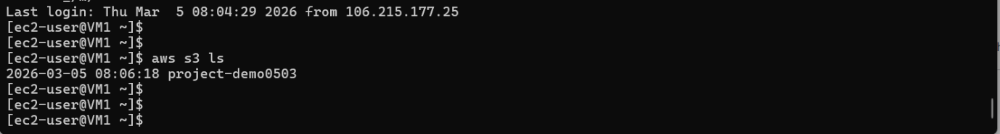 Last login: Thu Mar  5 08:04:29 2026 from 106.215.177.25
[ec2-user@VM1 ~]$
[ec2-user@VM1 ~]$
[ec2-user@VM1 ~]$ aws s3 ls
2026-03-05 08:06:18 project-demo0503
[ec2-user@VM1 ~]$
[ec2-user@VM1 ~]$
[ec2-user@VM1 ~]$